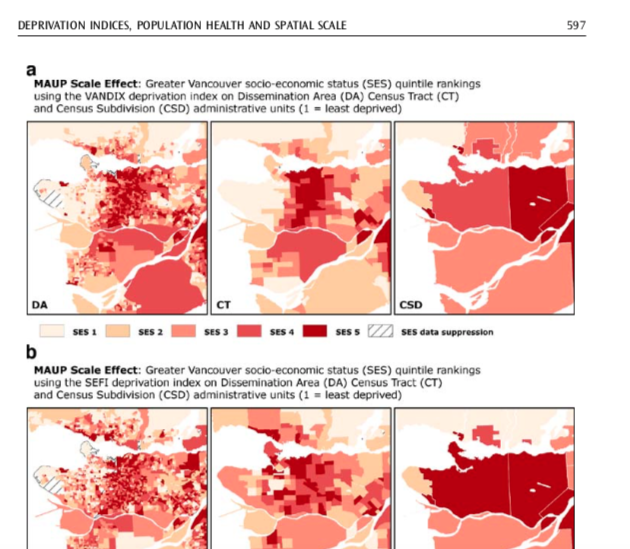 DEPRIVATION INDICES, POPULATION HEALTH AND SPATIAL SCALE 597
a
MAUP Scale Effect: Greater Vancouver socio-economic status (SES) quintile rankings
using the VANDIX deprivation index on Dissemination Area (DA) Census Tract (CT)
and Census Subdivision (CSD) administrative units (1 = least deprived)
DA CT CSD
SES 1 SES 2 SES 3 SES 4 SES 5 SES data suppression
b
MAUP Scale Effect: Greater Vancouver socio-economic status (SES) quintile rankings
using the SEFI deprivation index on Dissemination Area (DA) Census Tract (CT)
and Census Subdivision (CSD) administrative units (1 = least deprived)